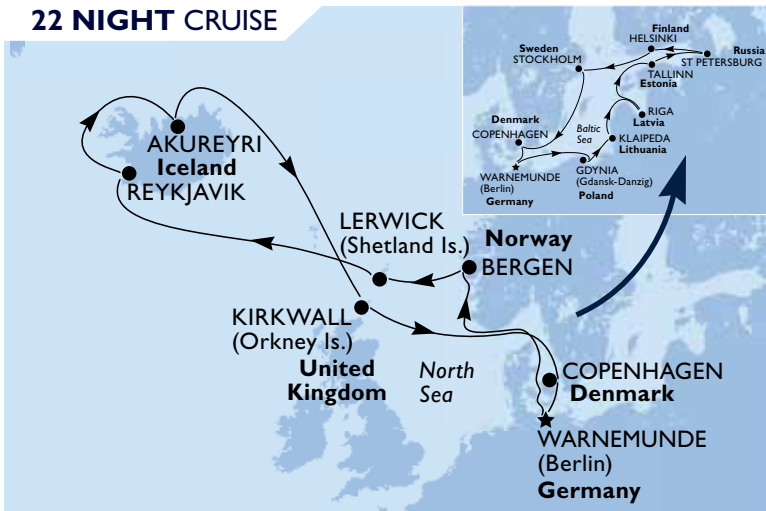 22 NIGHT CRUISE
Finland
HELSINKI
Sweden
STOCKHOLM
Russia
ST PETERSBURG
TALLINN
Estonia
RIGA
Latvia
Denmark
COPENHAGEN
Baltic
Sea
KLAIPEDA
Lithuania
WARNEMUNDE
(Berlin)
Germany
GDYNIA
(Gdansk-Danzig)
Poland
AKUREYRI
Iceland
REYKJAVIK
LERWICK
(Shetland Is.)
Norway
BERGEN
KIRKWALL
(Orkney Is.)
United
Kingdom
North
Sea
COPENHAGEN
Denmark
WARNEMUNDE
(Berlin)
Germany